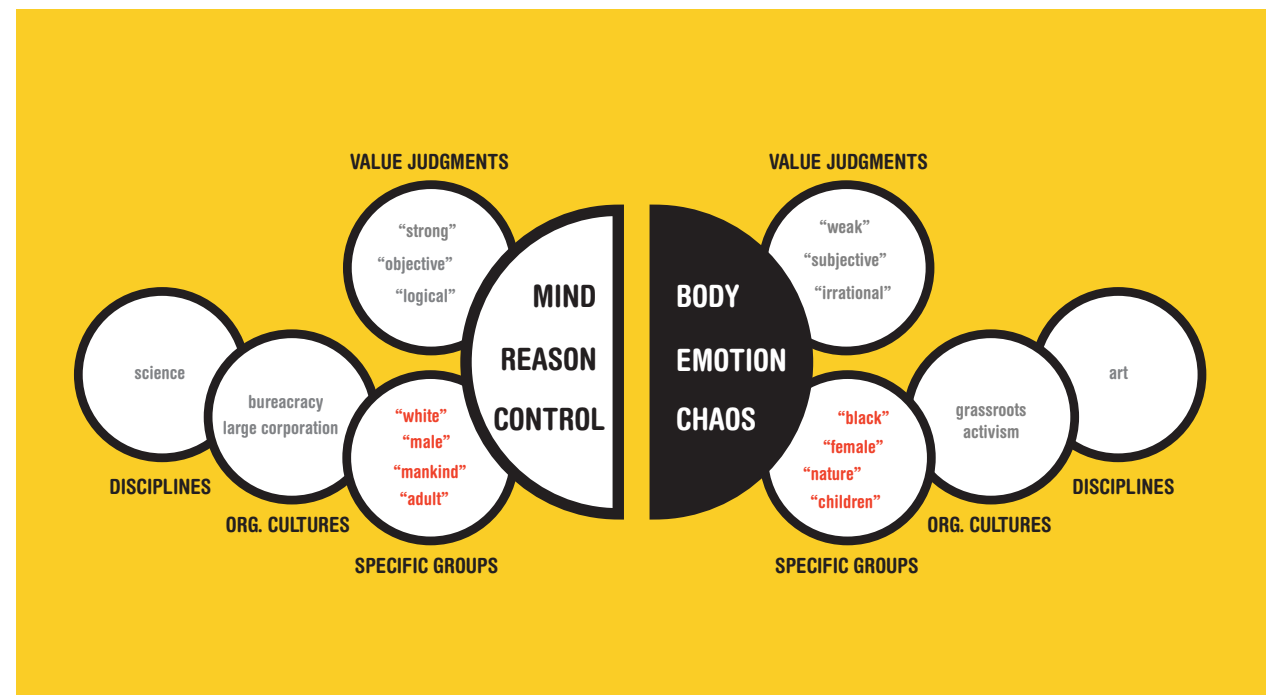 VALUE JUDGMENTS
“strong”
“objective”
“logical”
MIND
REASON
CONTROL
science
DISCIPLINES
bureacracy
large corporation
ORG. CULTURES
“white”
“male”
“mankind”
“adult”
SPECIFIC GROUPS
VALUE JUDGMENTS
“weak”
“subjective”
“irrational”
BODY
EMOTION
CHAOS
“black”
“female”
“nature”
“children”
SPECIFIC GROUPS
grassroots
activism
ORG. CULTURES
art
DISCIPLINES